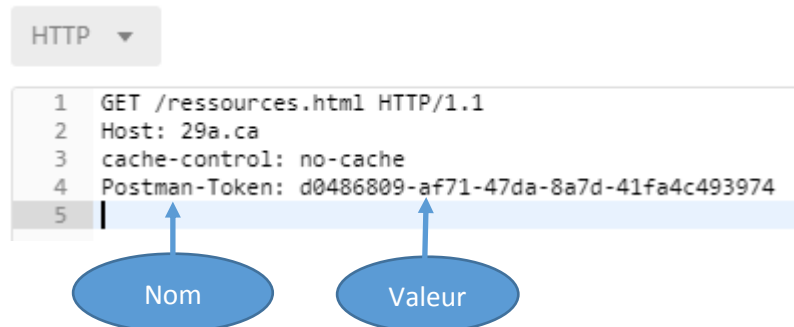 HTTP
1 GET /ressources.html HTTP/1.1
2 Host: 29a.ca
3 cache-control: no-cache
4 Postman-Token: d0486809-af71-47da-8a7d-41fa4c493974
5
Nom
Valeur